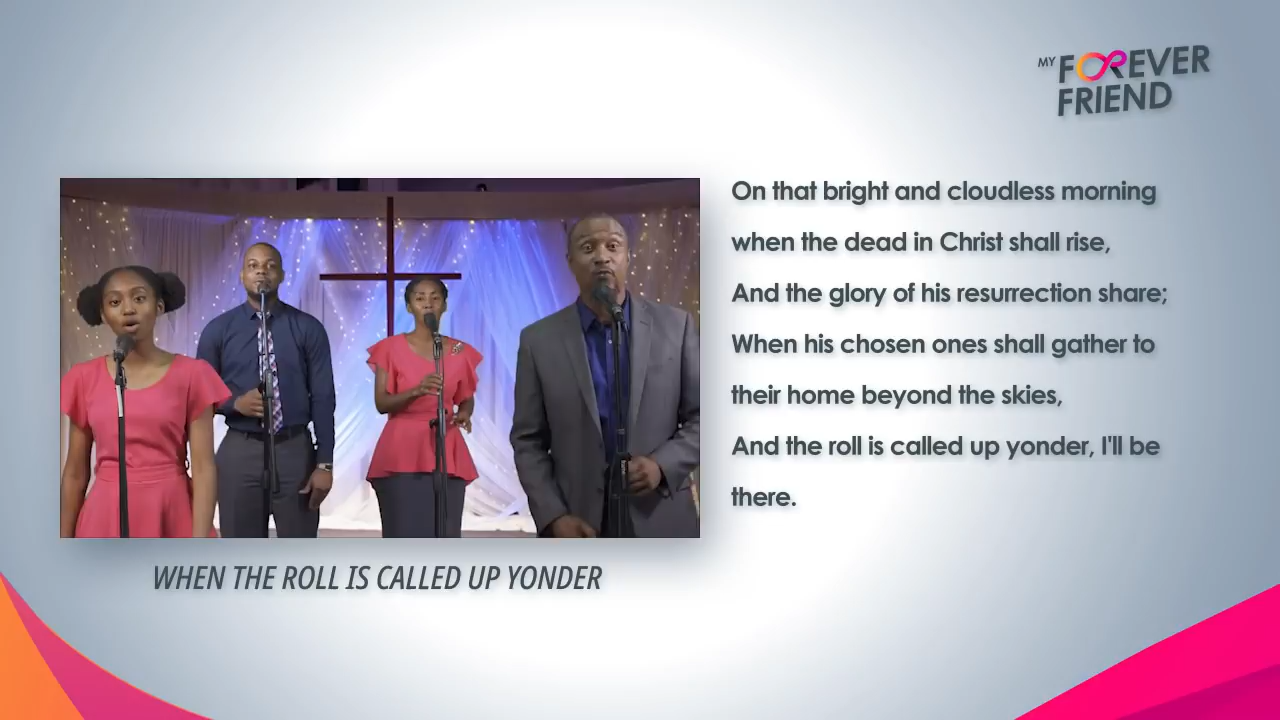 MY FOREVER
FRIEND
On that bright and cloudless morning
when the dead in Christ shall rise,
And the glory of his resurrection share;
When his chosen ones shall gather to
their home beyond the skies,
And the roll is called up yonder, I'll be
there.
WHEN THE ROLL IS CALLED UP YONDER